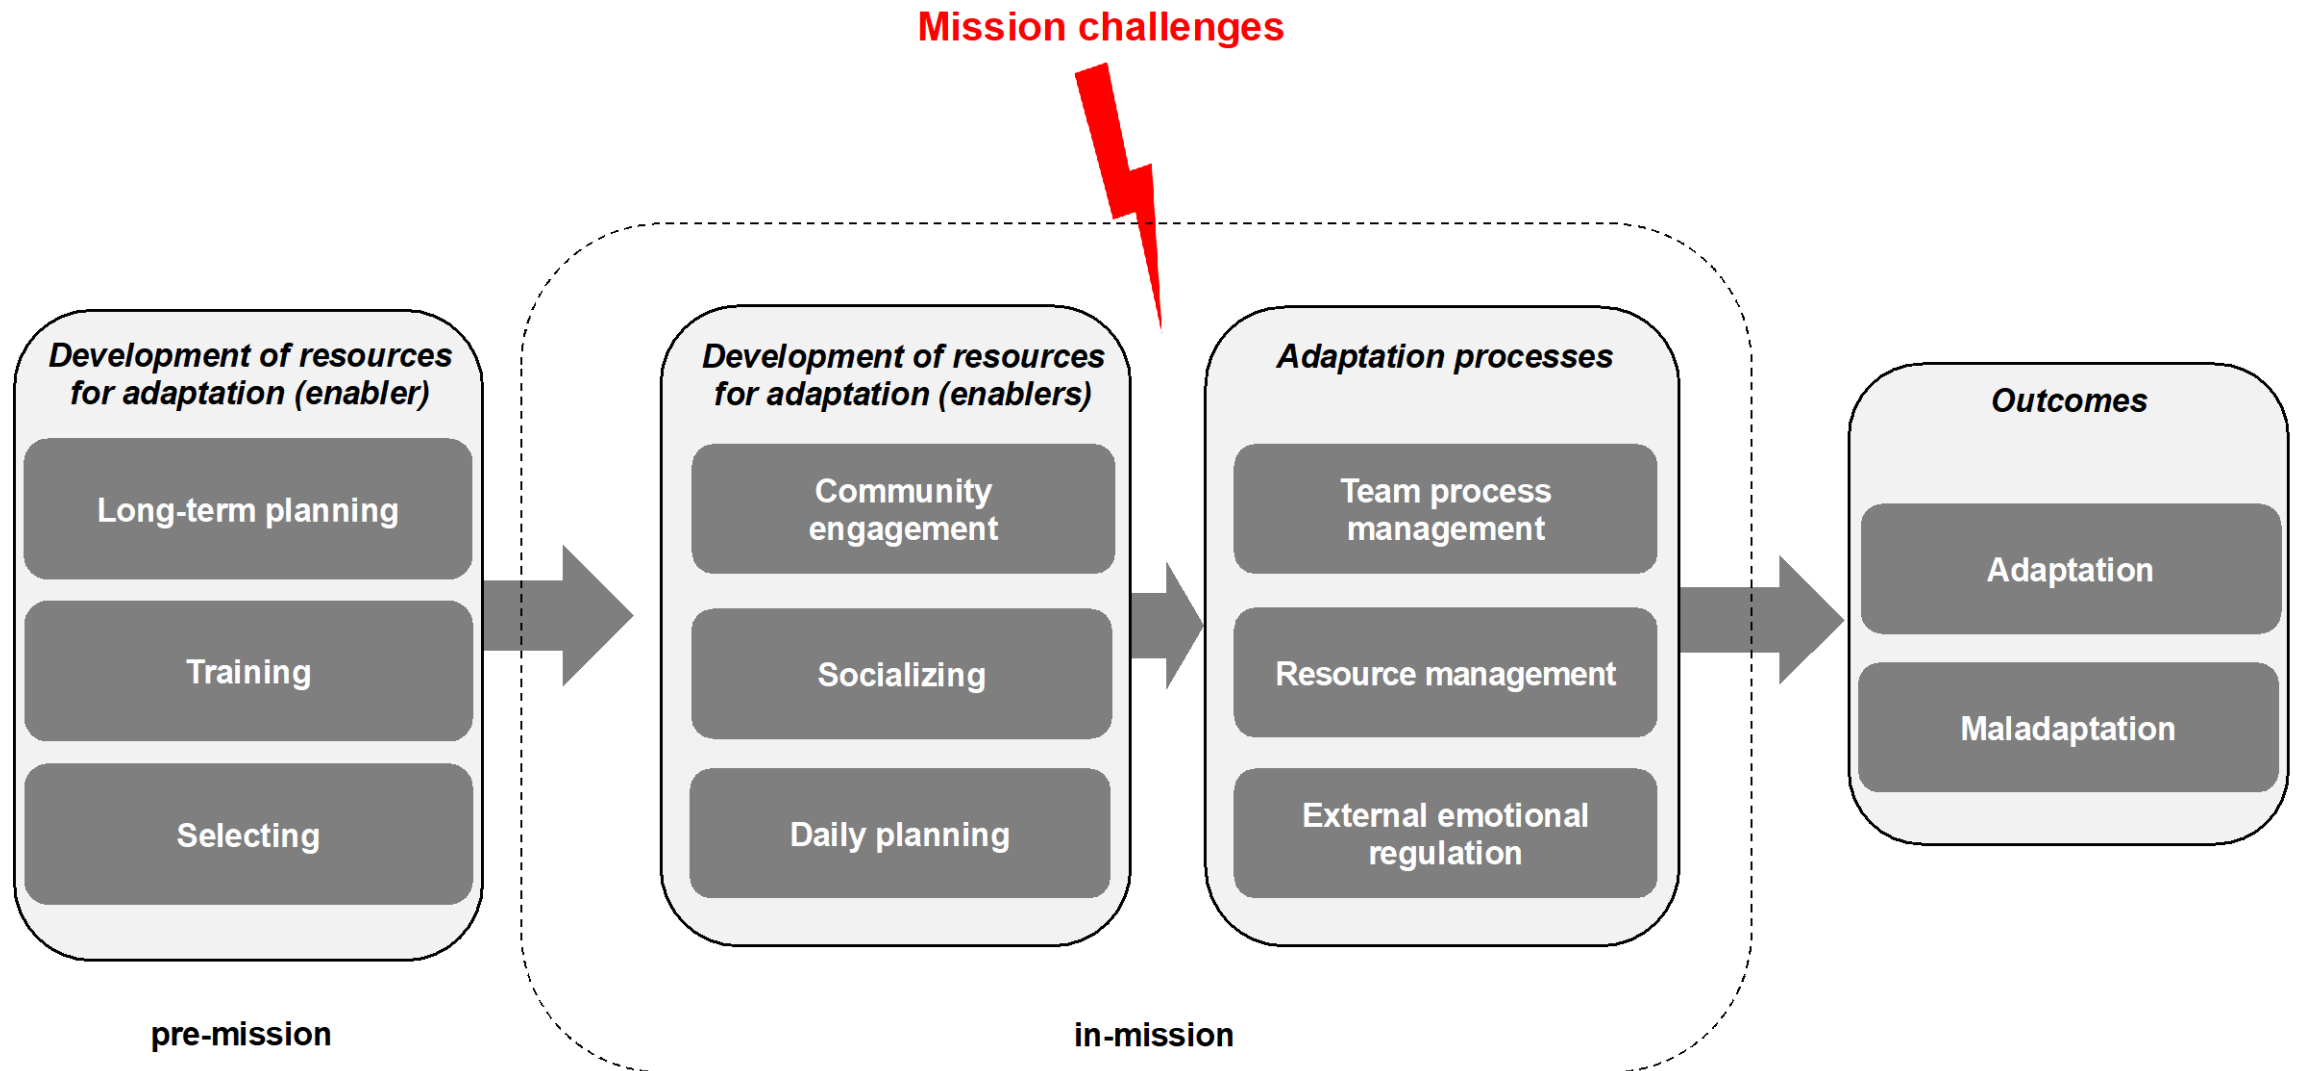 Mission challenges
Development of resources
for adaptation (enabler)
Long-term planning
Training
Selecting
pre-mission
Development of resources
for adaptation (enablers)
Community
engagement
Socializing
Daily planning
Adaptation processes
Team process
management
Resource management
External emotional
regulation
in-mission
Outcomes
Adaptation
Maladaptation